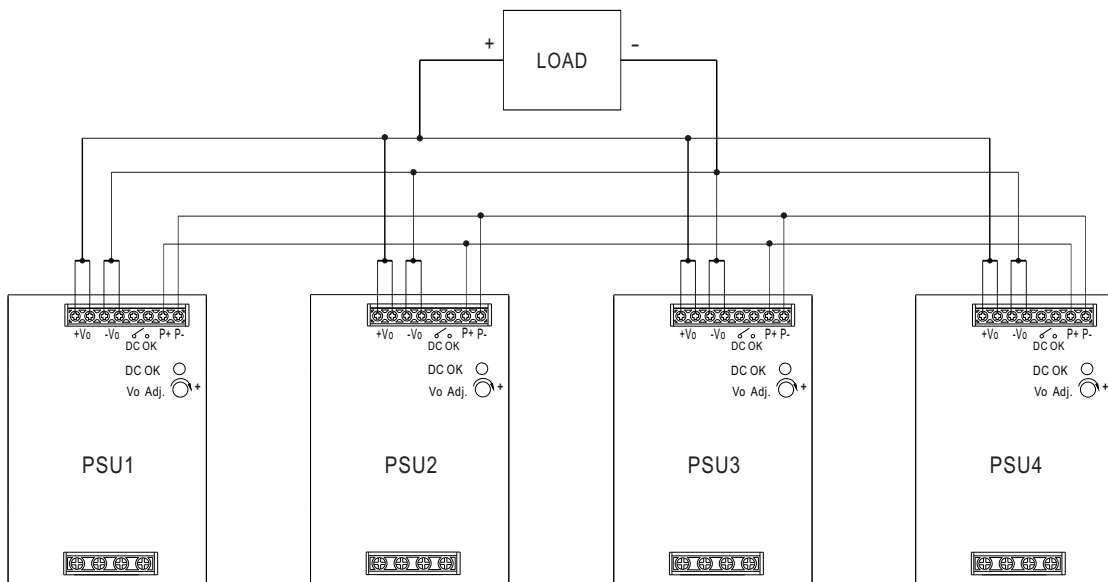 + LOAD -
+Vo -Vo P+ P-
DC OK
DC OK
Vo Adj. +
PSU1
+Vo -Vo P+ P-
DC OK
DC OK
Vo Adj. +
PSU2
+Vo -Vo P+ P-
DC OK
DC OK
Vo Adj. +
PSU3
+Vo -Vo P+ P-
DC OK
DC OK
Vo Adj. +
PSU4